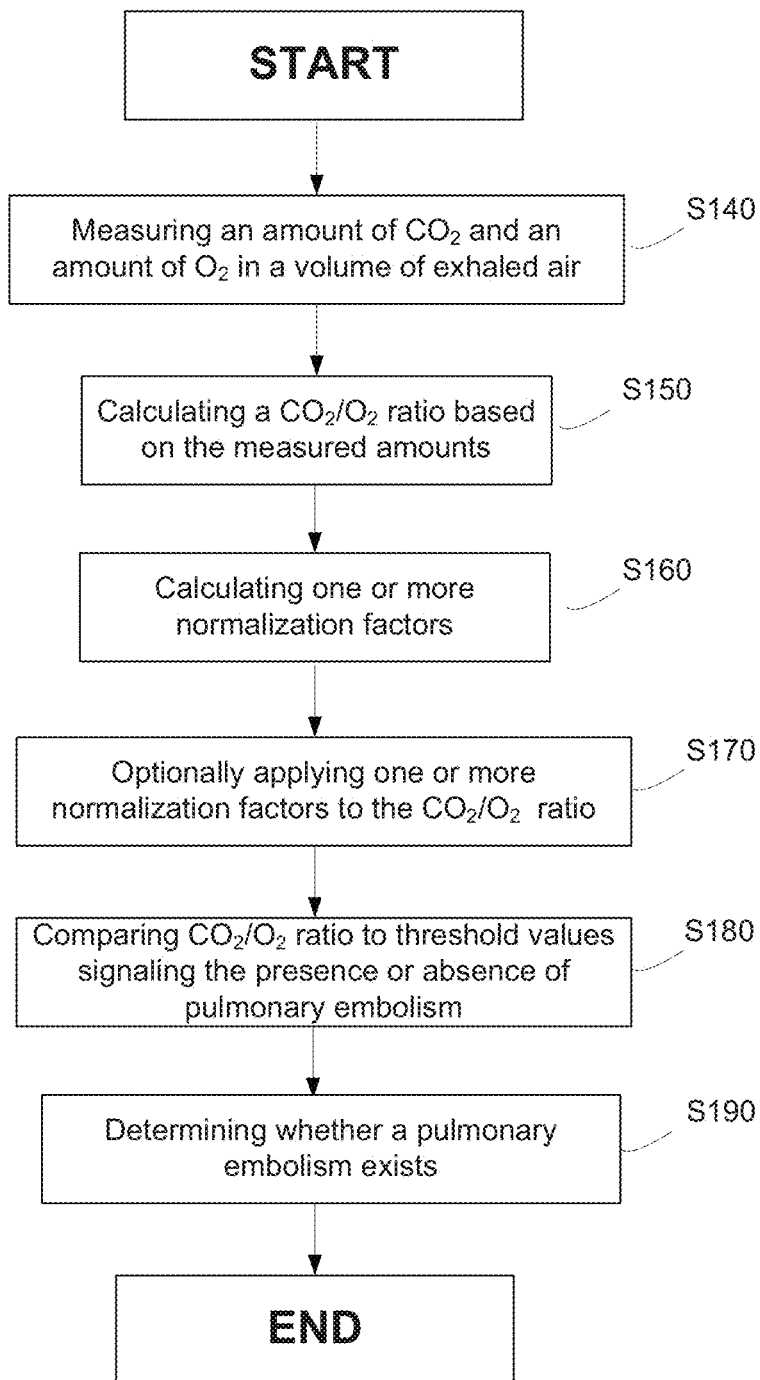 START
Measuring an amount of CO₂ and an
amount of O₂ in a volume of exhaled air
S140
Calculating a CO₂/O₂ ratio based
on the measured amounts
S150
Calculating one or more
normalization factors
S160
Optionally applying one or more
normalization factors to the CO₂/O₂ ratio
S170
Comparing CO₂/O₂ ratio to threshold values
signaling the presence or absence of
pulmonary embolism
S180
Determining whether a pulmonary
embolism exists
S190
END